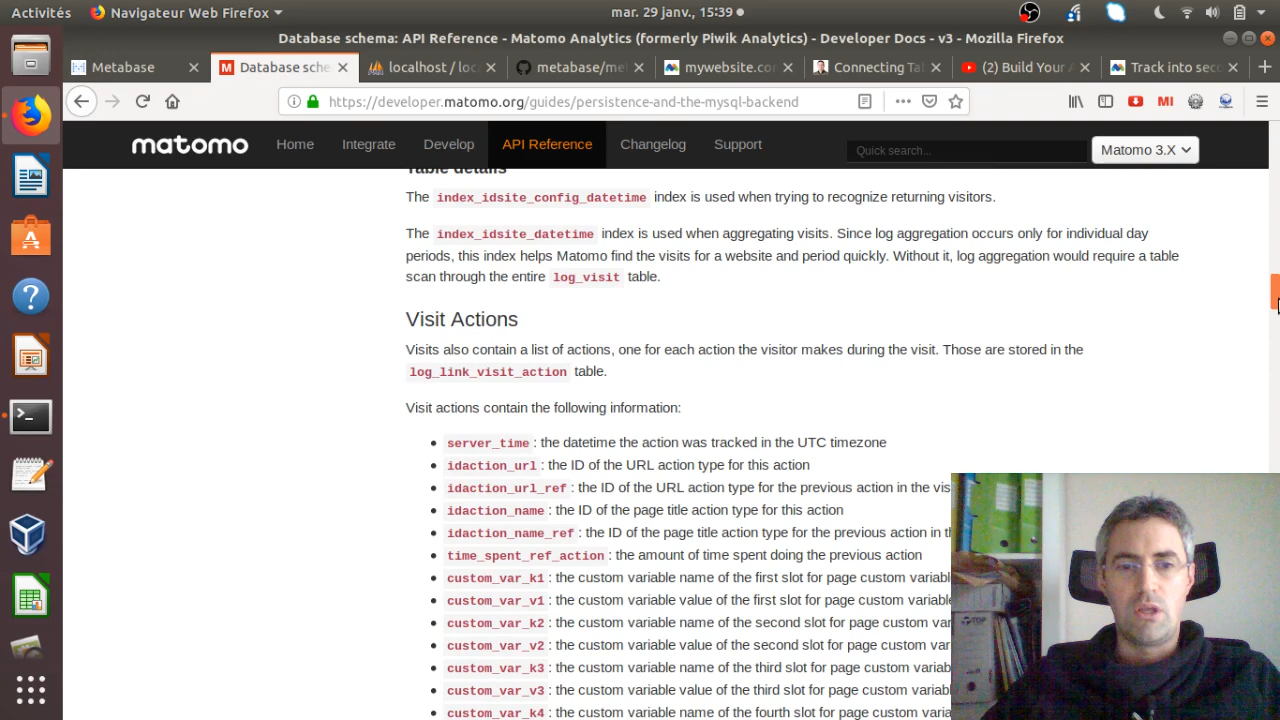 Activités
Navigateur Web Firefox
mar. 29 janv., 15:39
Database schema: API Reference - Matomo Analytics (formerly Piwik Analytics) - Developer Docs - v3 - Mozilla Firefox
Metabase
Database sche
localhost / loc
metabase/me
mywebsite.co
Connecting Ta
(2) Build Your
Track into sec
https://developer.matomo.org/guides/persistence-and-the-mysql-backend
matomo
Home
Integrate
Develop
API Reference
Changelog
Support
Quick search...
Matomo 3.X
Table details
The index_idsite_config_datetime index is used when trying to recognize returning visitors.
The index_idsite_datetime index is used when aggregating visits. Since log aggregation occurs only for individual day
periods, this index helps Matomo find the visits for a website and period quickly. Without it, log aggregation would require a table
scan through the entire log_visit table.
Visit Actions
Visits also contain a list of actions, one for each action the visitor makes during the visit. Those are stored in the
log_link_visit_action table.
Visit actions contain the following information:
server_time : the datetime the action was tracked in the UTC timezone
idaction_url : the ID of the URL action type for this action
idaction_url_ref : the ID of the URL action type for the previous action in the vis
idaction_name : the ID of the page title action type for this action
idaction_name_ref : the ID of the page title action type for the previous action in t
time_spent_ref_action : the amount of time spent doing the previous action
custom_var_k1 : the custom variable name of the first slot for page custom variabl
custom_var_v1 : the custom variable value of the first slot for page custom variable
custom_var_k2 : the custom variable name of the second slot for page custom var
custom_var_v2 : the custom variable value of the second slot for page custom var
custom_var_k3 : the custom variable name of the third slot for page custom variab
custom_var_v3 : the custom variable value of the third slot for page custom variab
custom_var_k4 : the custom variable name of the fourth slot for page custom var